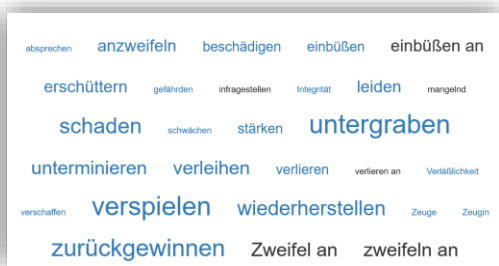 absprechen anzweifeln beschädigen einbüßen einbüßen an
erschüttern gefährden infragestellen Integrität leiden mangelnd
schaden schwächen stärken untergraben
unterminieren verleihen verlieren verlieren an Verläßlichkeit
verschaffen verspielen wiederherstellen Zeuge Zeugin
zurückgewinnen Zweifel an zweifeln an